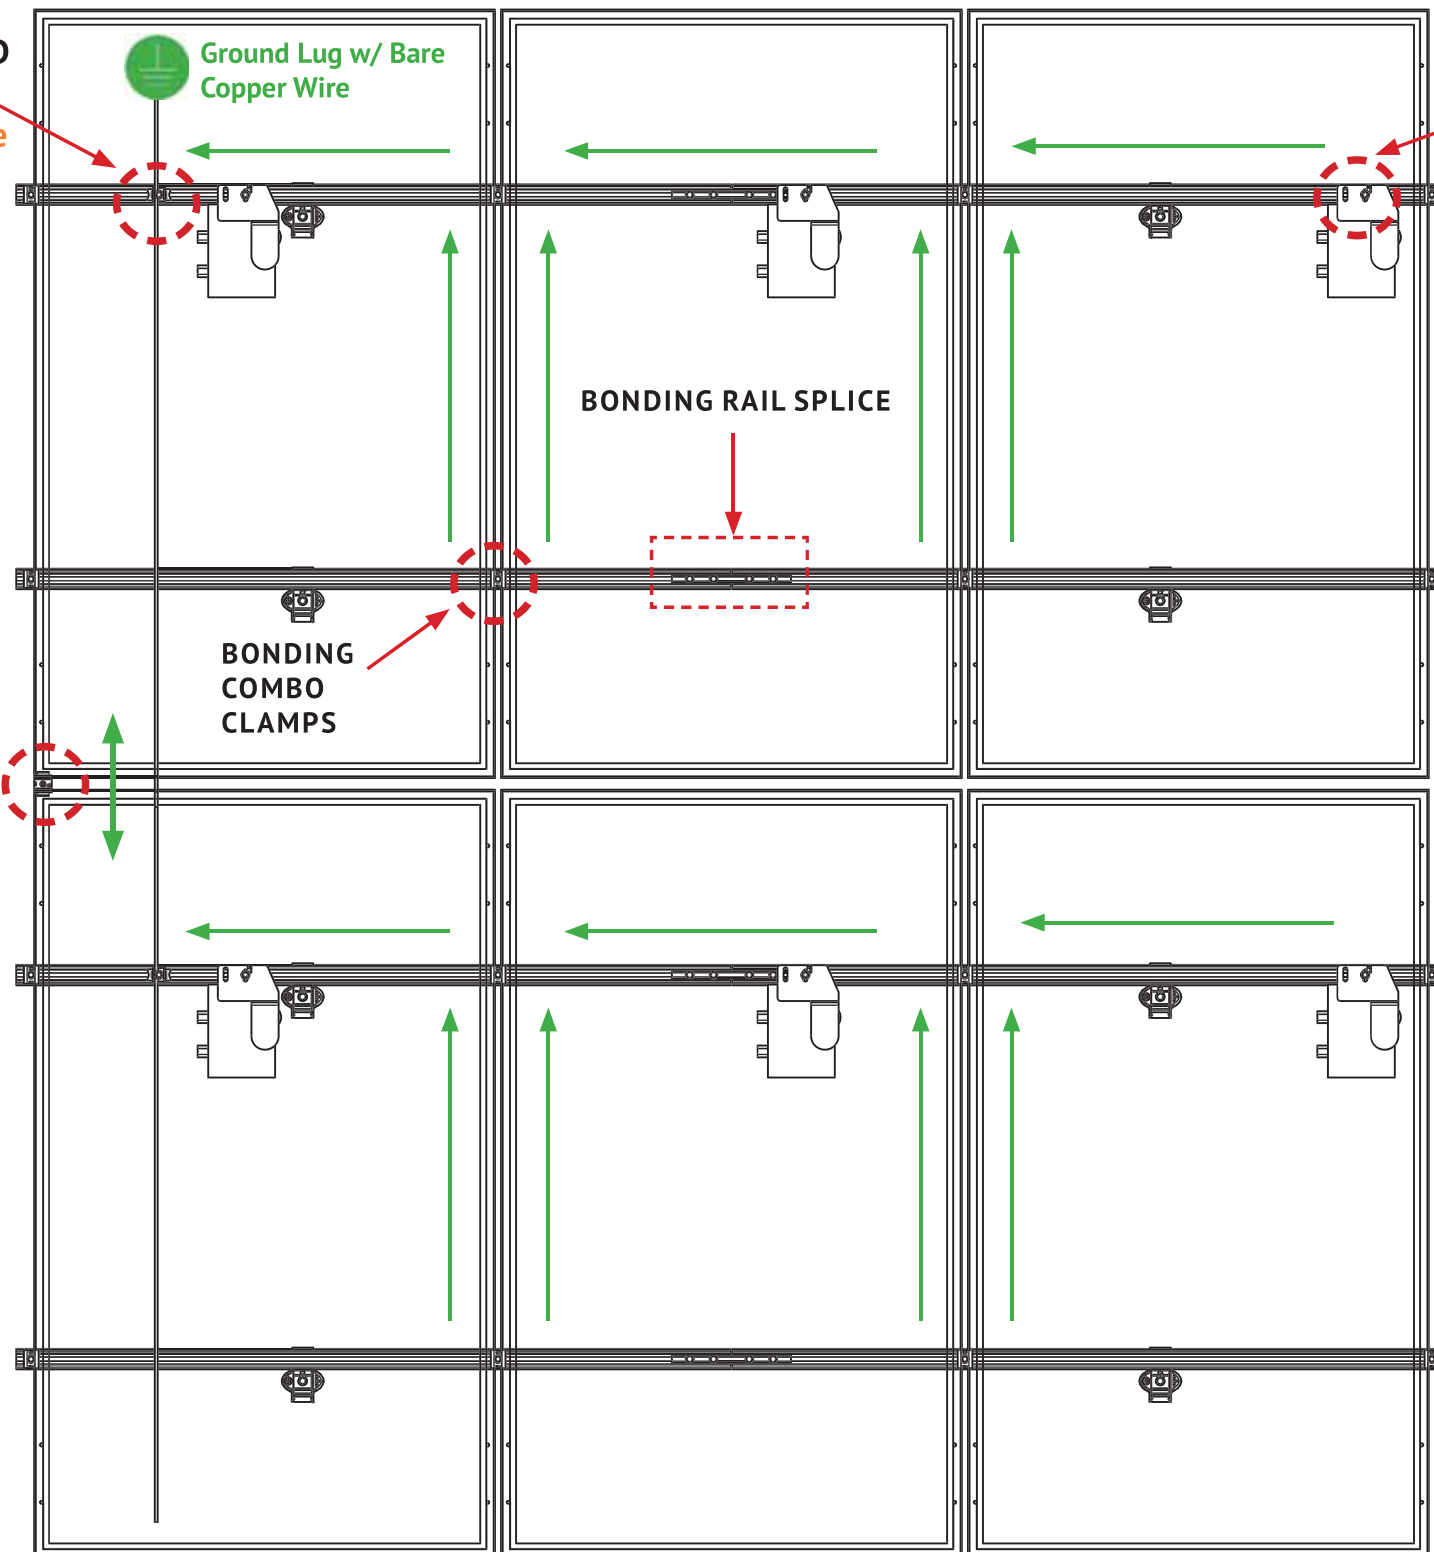 Ground Lug w/ Bare
Copper Wire
BONDING RAIL SPLICE
BONDING
COMBO
CLAMPS